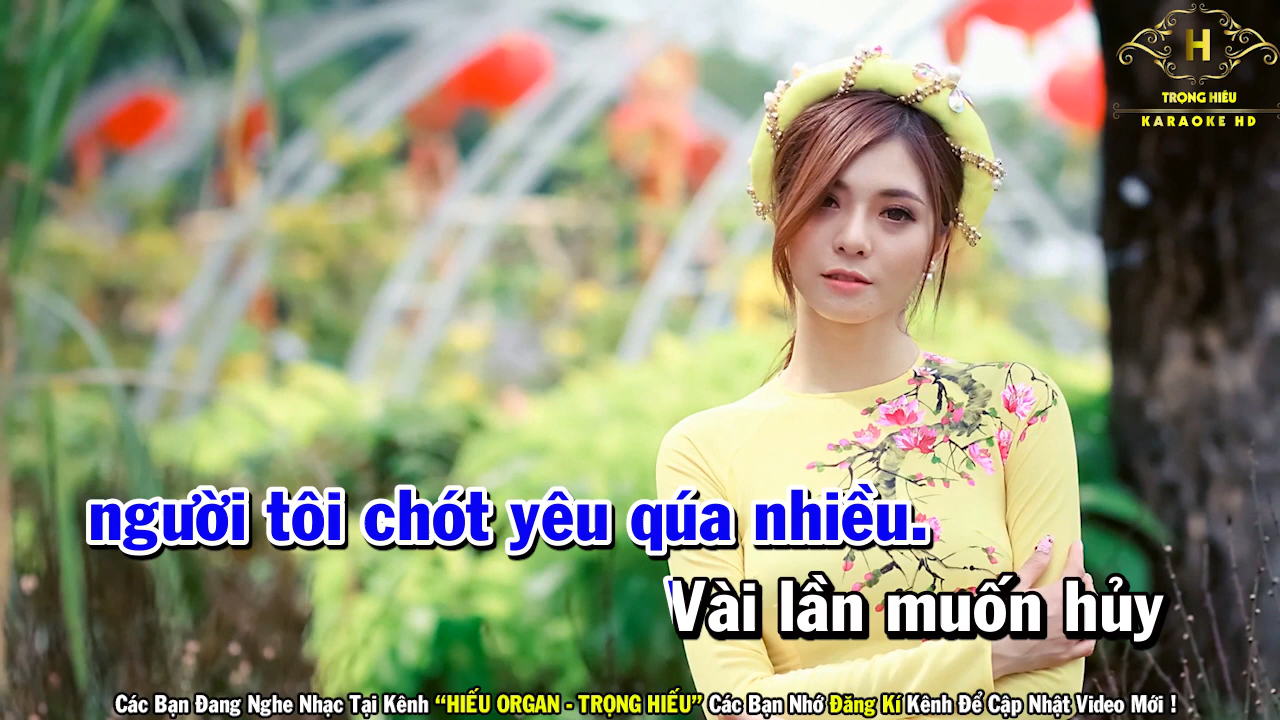 H
TRỌNG HIẾU
KARAOKE HD
người tôi chót yêu qúa nhiều.
Vài lần muốn hủy
Các Bạn Đang Nghe Nhạc Tại Kênh “HIẾU ORGAN - TRỌNG HIẾU” Các Bạn Nhớ Đăng Kí Kênh Để Cập Nhật Video Mới !